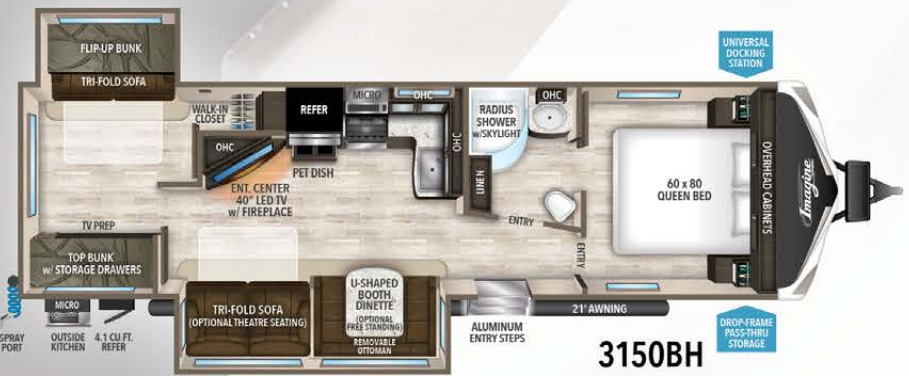 FLIP-UP BUNK
TRI-FOLD SOFA
WALK-IN
CLOSET
OHC
REFER
MICRO
OHC
OHC
PET DISH
ENT. CENTER
40" LED TV
w/ FIREPLACE
RADIUS
SHOWER
w/SKYLIGHT
OHC
LINEN
ENTRY
ENTRY
60 x 80
QUEEN BED
OVERHEAD CABINETS
UNIVERSAL
DOCKING
STATION
Imagine
TV PREP
TOP BUNK
w/ STORAGE DRAWERS
TRI-FOLD SOFA
(OPTIONAL THEATRE SEATING)
U-SHAPED
BOOTH
DINETTE
(OPTIONAL
FREE STANDING)
REMOVABLE
OTTOMAN
SPRAY
PORT
MICRO
OUTSIDE
KITCHEN
4.1 CU.FT.
REFER
ALUMINUM
ENTRY STEPS
21' AWNING
DROP-FRAME
PASS-THRU
STORAGE
3150BH